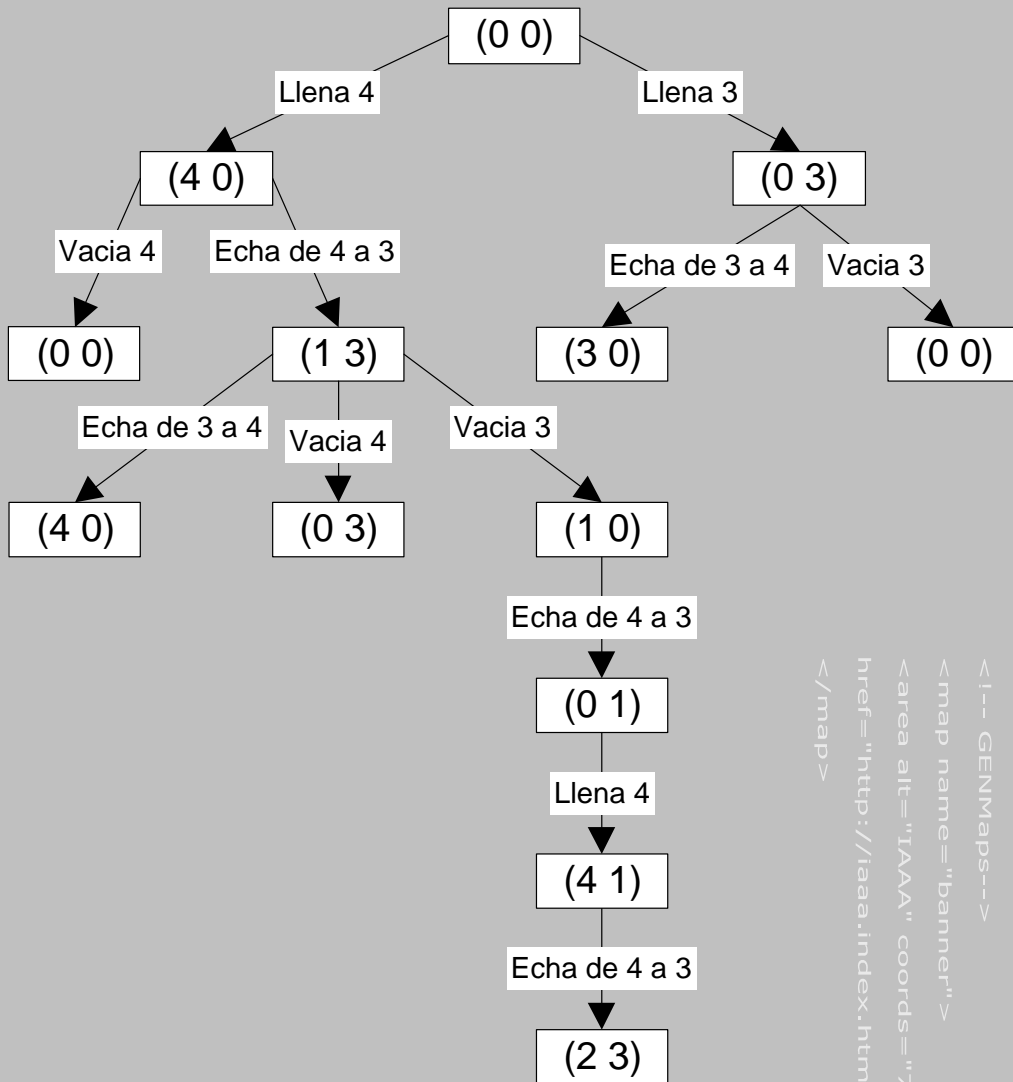 (0 0)
Llena 4
Llena 3
(4 0)
(0 3)
Vacia 4
Echa de 4 a 3
Echa de 3 a 4
Vacia 3
(0 0)
(1 3)
(3 0)
(0 0)
Echa de 3 a 4
Vacia 4
Vacia 3
(4 0)
(0 3)
(1 0)
Echa de 4 a 3
(0 1)
Llena 4
(4 1)
Echa de 4 a 3
(2 3)
<!-- GENMaps-->
<map name="banner">
<area alt="IAAA" coords="
href="http://iaaa.index.htm
</map>